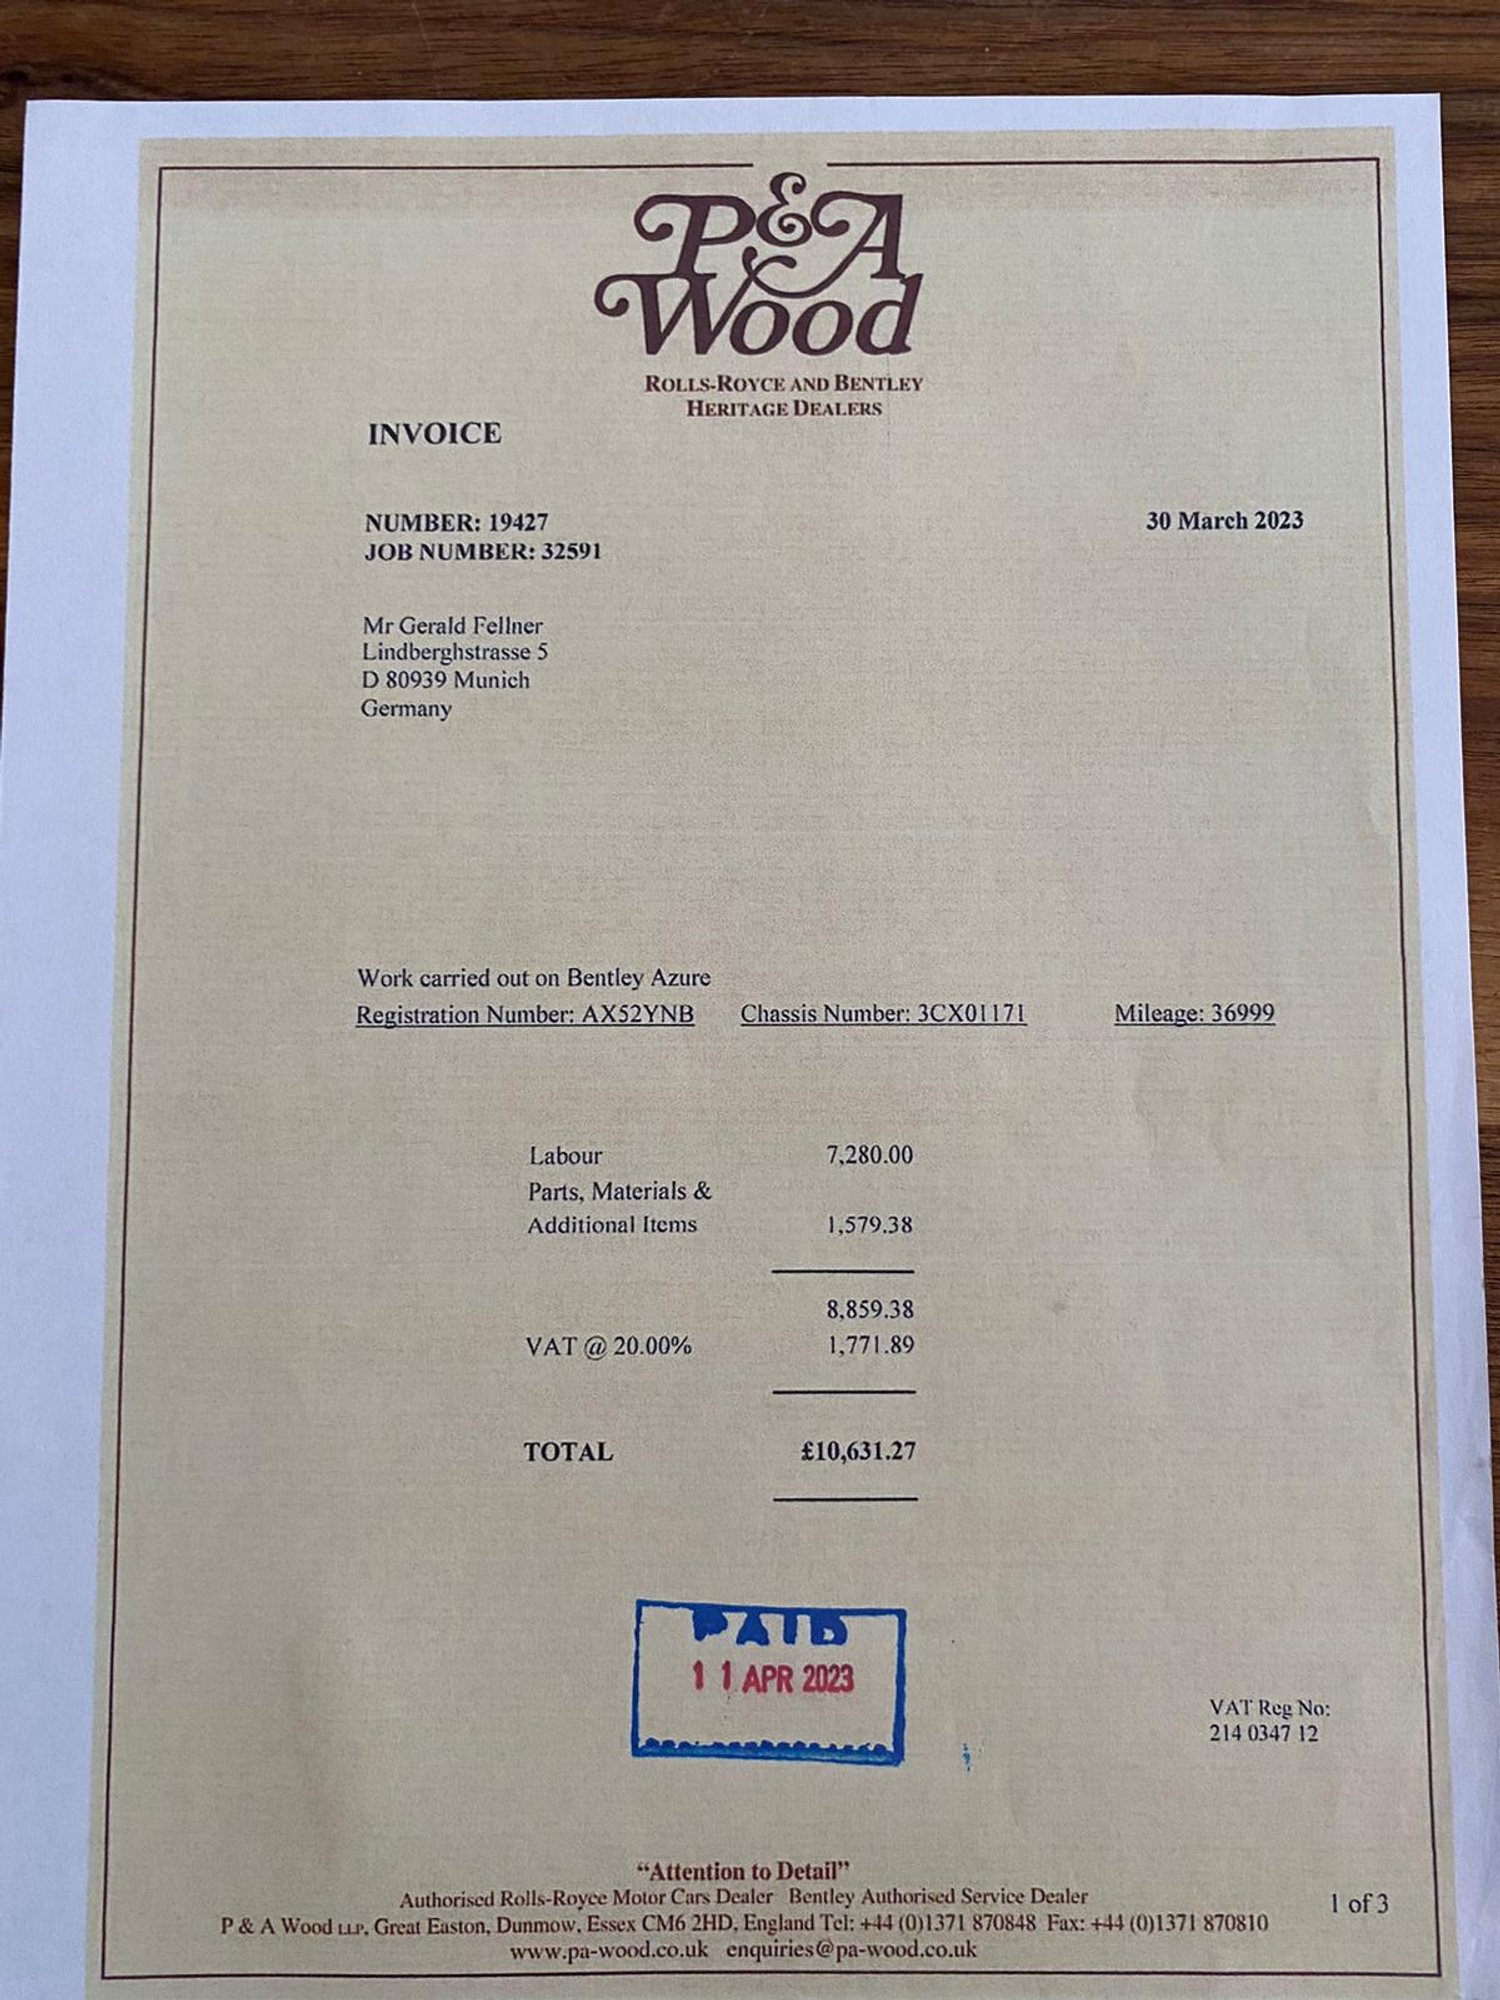 P&A
Wood
ROLLS-ROYCE AND BENTLEY
HERITAGE DEALERS
INVOICE
NUMBER: 19427
30 March 2023
JOB NUMBER: 32591
Mr Gerald Fellner
Lindberghstrasse 5
D 80939 Munich
Germany
Work carried out on Bentley Azure
Registration Number: AX52YNB Chassis Number: 3CX01171 Mileage: 36999
Labour 7,280.00
Parts, Materials &
Additional Items 1,579.38
8,859.38
VAT @ 20.00% 1,771.89
TOTAL £10,631.27
PAID
11 APR 2023
VAT Reg No:
214 0347 12
“Attention to Detail”
Authorised Rolls-Royce Motor Cars Dealer Bentley Authorised Service Dealer
1 of 3
P & A Wood LLP, Great Easton, Dunmow, Essex CM6 2HD, England Tel: +44 (0)1371 870848 Fax: +44 (0)1371 870810
www.pa-wood.co.uk enquiries@pa-wood.co.uk